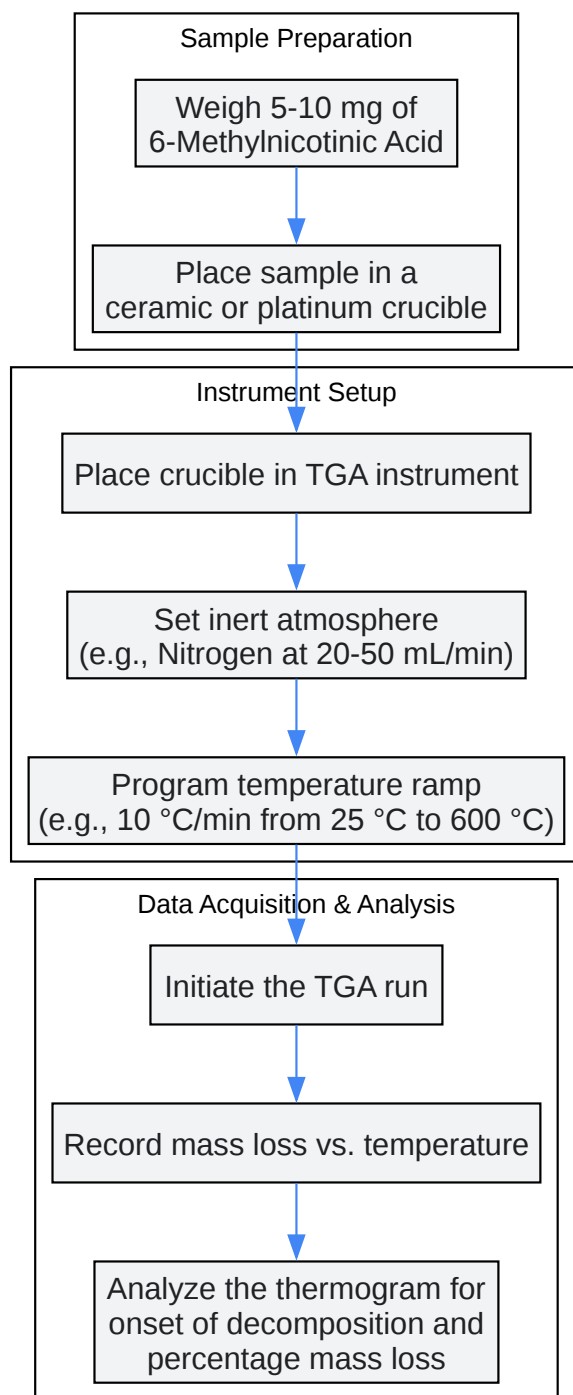 Sample Preparation
Weigh 5-10 mg of
6-Methylnicotinic Acid
Place sample in a
ceramic or platinum crucible
Instrument Setup
Place crucible in TGA instrument
Set inert atmosphere
(e.g., Nitrogen at 20-50 mL/min)
Program temperature ramp
(e.g., 10 °C/min from 25 °C to 600 °C)
Data Acquisition & Analysis
Initiate the TGA run
Record mass loss vs. temperature
Analyze the thermogram for
onset of decomposition and
percentage mass loss